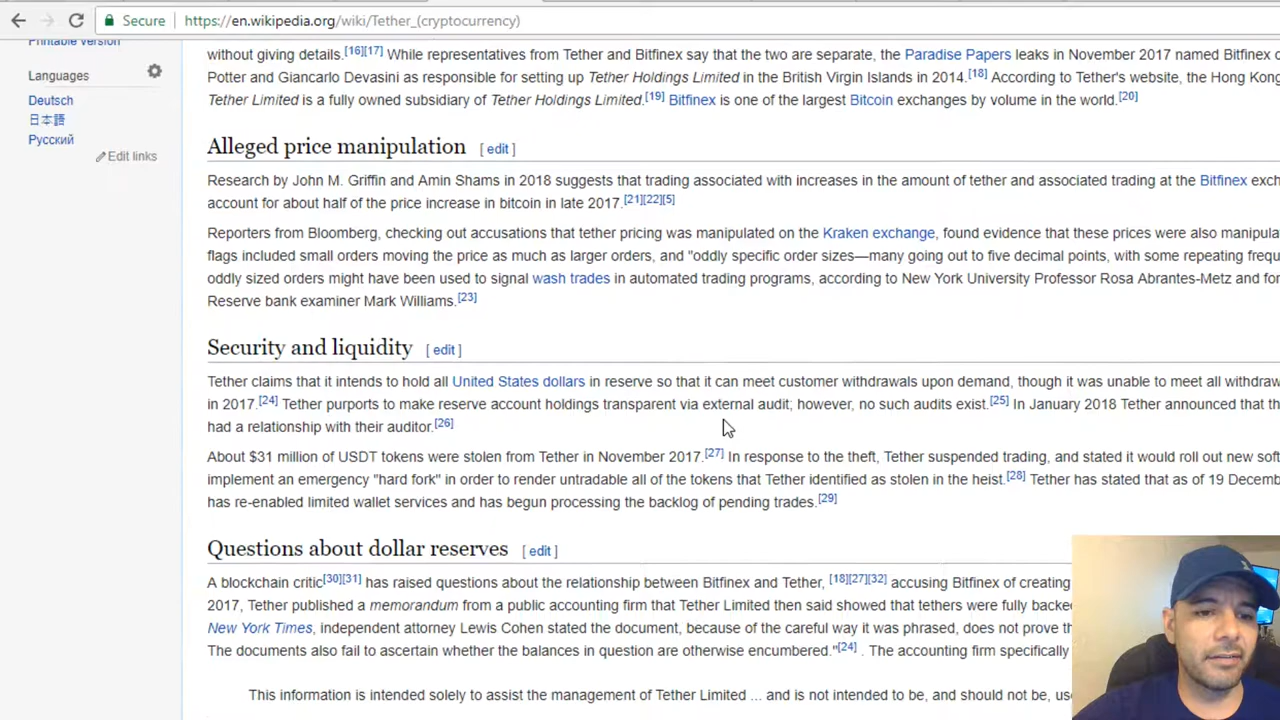 Secure https://en.wikipedia.org/wiki/Tether_(cryptocurrency)
Printable version
without giving details.[16][17] While representatives from Tether and Bitfinex say that the two are separate, the Paradise Papers leaks in November 2017 named Bitfinex
Languages
Potter and Giancarlo Devasini as responsible for setting up Tether Holdings Limited in the British Virgin Islands in 2014.[18] According to Tether's website, the Hong
Deutsch
Tether Limited is a fully owned subsidiary of Tether Holdings Limited.[19] Bitfinex is one of the largest Bitcoin exchanges by volume in the world.[20]
日本語
Русский
Edit links
Alleged price manipulation [ edit ]
Research by John M. Griffin and Amin Shams in 2018 suggests that trading associated with increases in the amount of tether and associated trading at the Bitfinex
account for about half of the price increase in bitcoin in late 2017.[21][22][5]
Reporters from Bloomberg, checking out accusations that tether pricing was manipulated on the Kraken exchange, found evidence that these prices were also
flags included small orders moving the price as much as larger orders, and "oddly specific order sizes—many going out to five decimal points, with some repeating
oddly sized orders might have been used to signal wash trades in automated trading programs, according to New York University Professor Rosa Abrantes-Metz and
Reserve bank examiner Mark Williams.[23]
Security and liquidity [ edit ]
Tether claims that it intends to hold all United States dollars in reserve so that it can meet customer withdrawals upon demand, though it was unable to meet all
in 2017.[24] Tether purports to make reserve account holdings transparent via external audit; however, no such audits exist.[25] In January 2018 Tether announced that
had a relationship with their auditor.[26]
About $31 million of USDT tokens were stolen from Tether in November 2017.[27] In response to the theft, Tether suspended trading, and stated it would roll out new
implement an emergency "hard fork" in order to render untradable all of the tokens that Tether identified as stolen in the heist.[28] Tether has stated that as of 19
has re-enabled limited wallet services and has begun processing the backlog of pending trades.[29]
Questions about dollar reserves [ edit ]
A blockchain critic[30][31] has raised questions about the relationship between Bitfinex and Tether, [18][27][32] accusing Bitfinex of creating
2017, Tether published a memorandum from a public accounting firm that Tether Limited then said showed that tethers were fully backed
New York Times, independent attorney Lewis Cohen stated the document, because of the careful way it was phrased, does not prove
The documents also fail to ascertain whether the balances in question are otherwise encumbered."[24] . The accounting firm specifically
This information is intended solely to assist the management of Tether Limited ... and is not intended to be, and should not be,